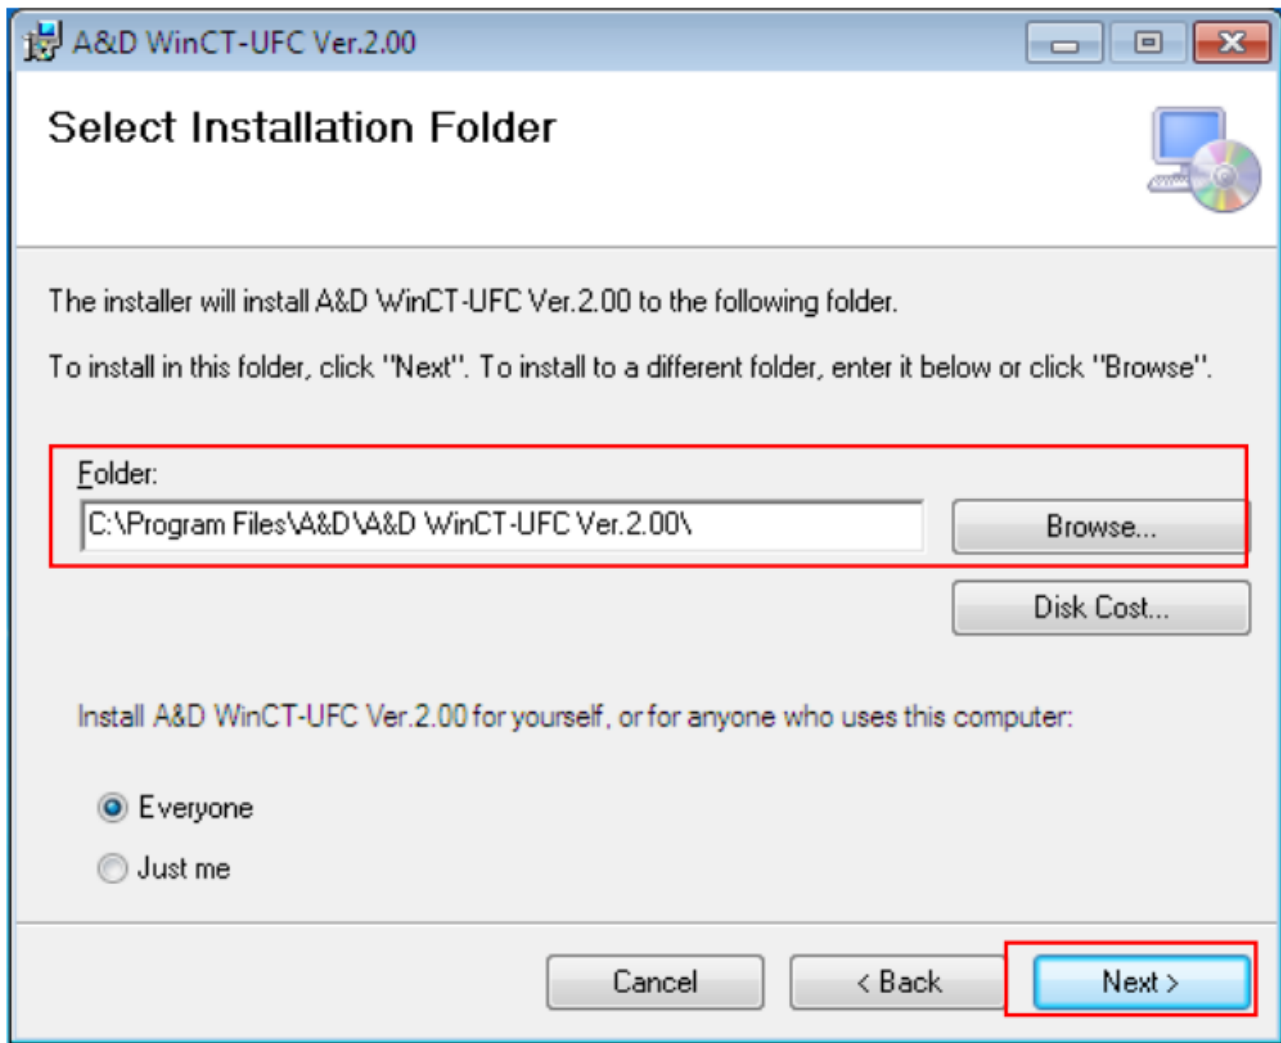 A&D WinCT-UFC Ver.2.00
Select Installation Folder
The installer will install A&D WinCT-UFC Ver.2.00 to the following folder.
To install in this folder, click "Next". To install to a different folder, enter it below or click "Browse".
Folder:
C:\Program Files\A&D\A&D WinCT-UFC Ver.2.00\
Browse...
Disk Cost...
Install A&D WinCT-UFC Ver.2.00 for yourself, or for anyone who uses this computer:
Everyone
Just me
Cancel
< Back
Next >